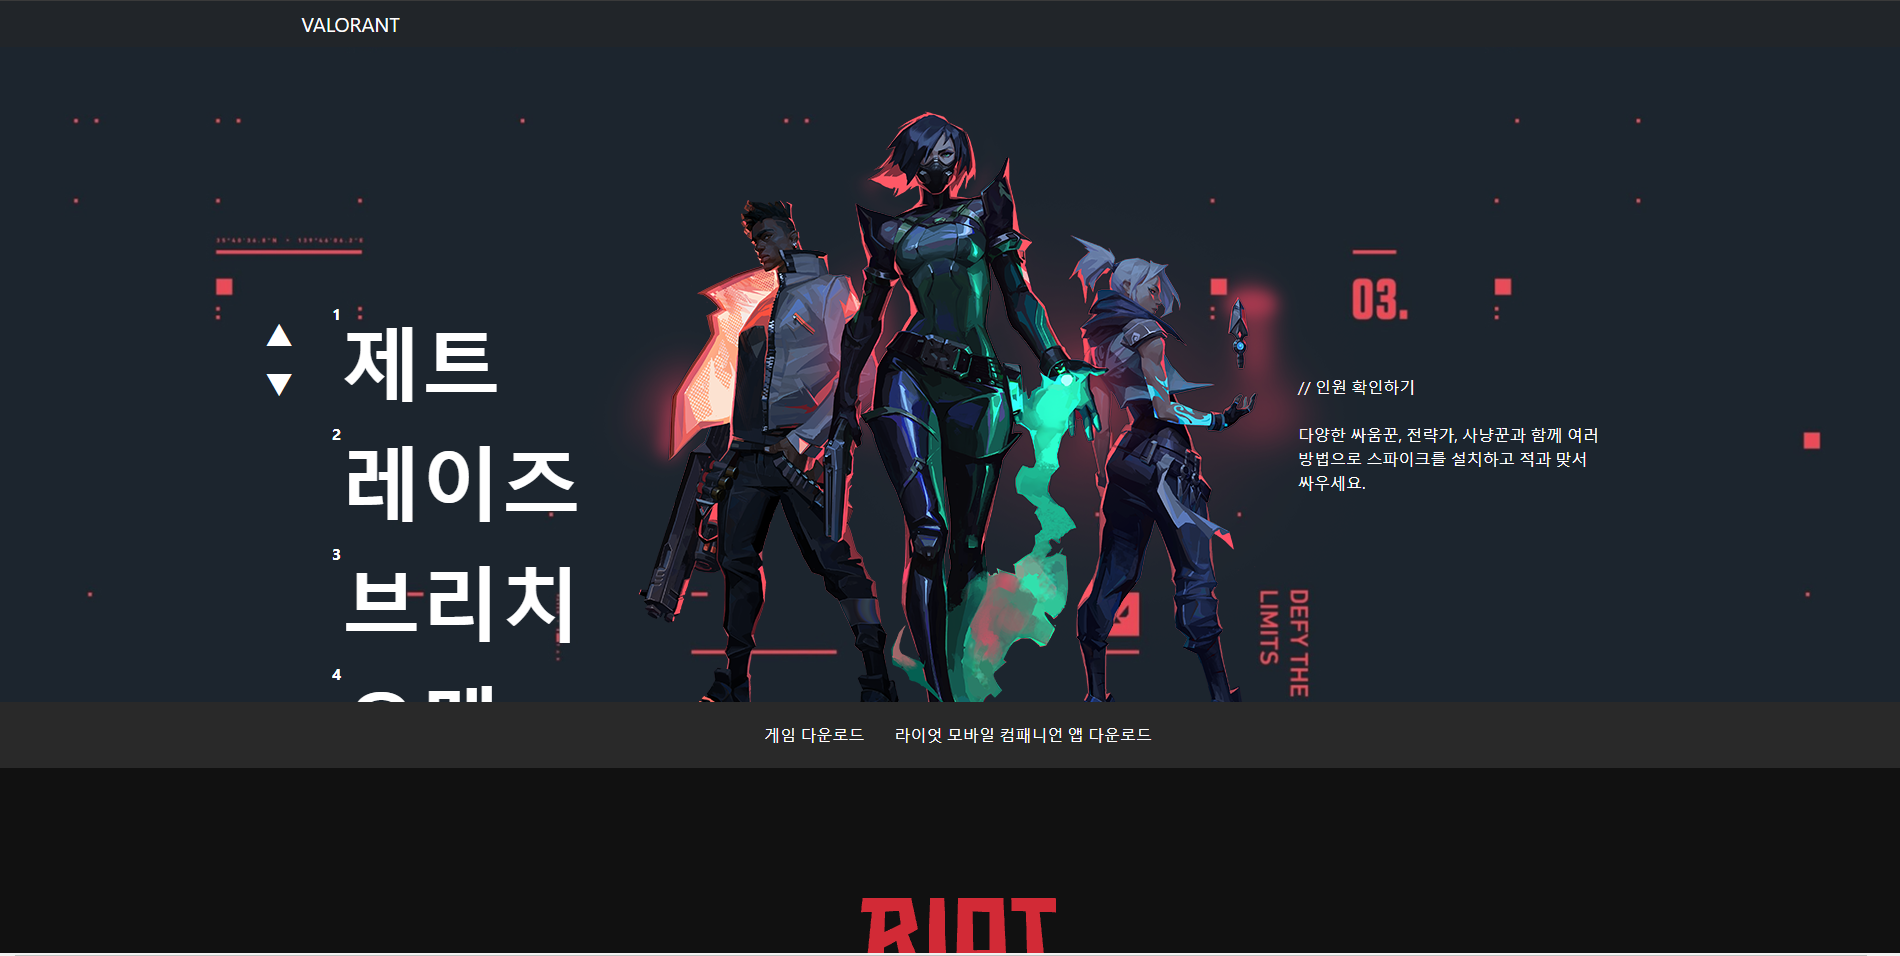 VALORANT
03.
1
제트
2
레이즈
3
브리치
4
// 인원 확인하기
다양한 싸움꾼, 전략가, 사냥꾼과 함께 여러
방법으로 스파이크를 설치하고 적과 맞서
싸우세요.
DEFY THE
LIMITS
게임 다운로드 라이엇 모바일 컴패니언 앱 다운로드
RIOT